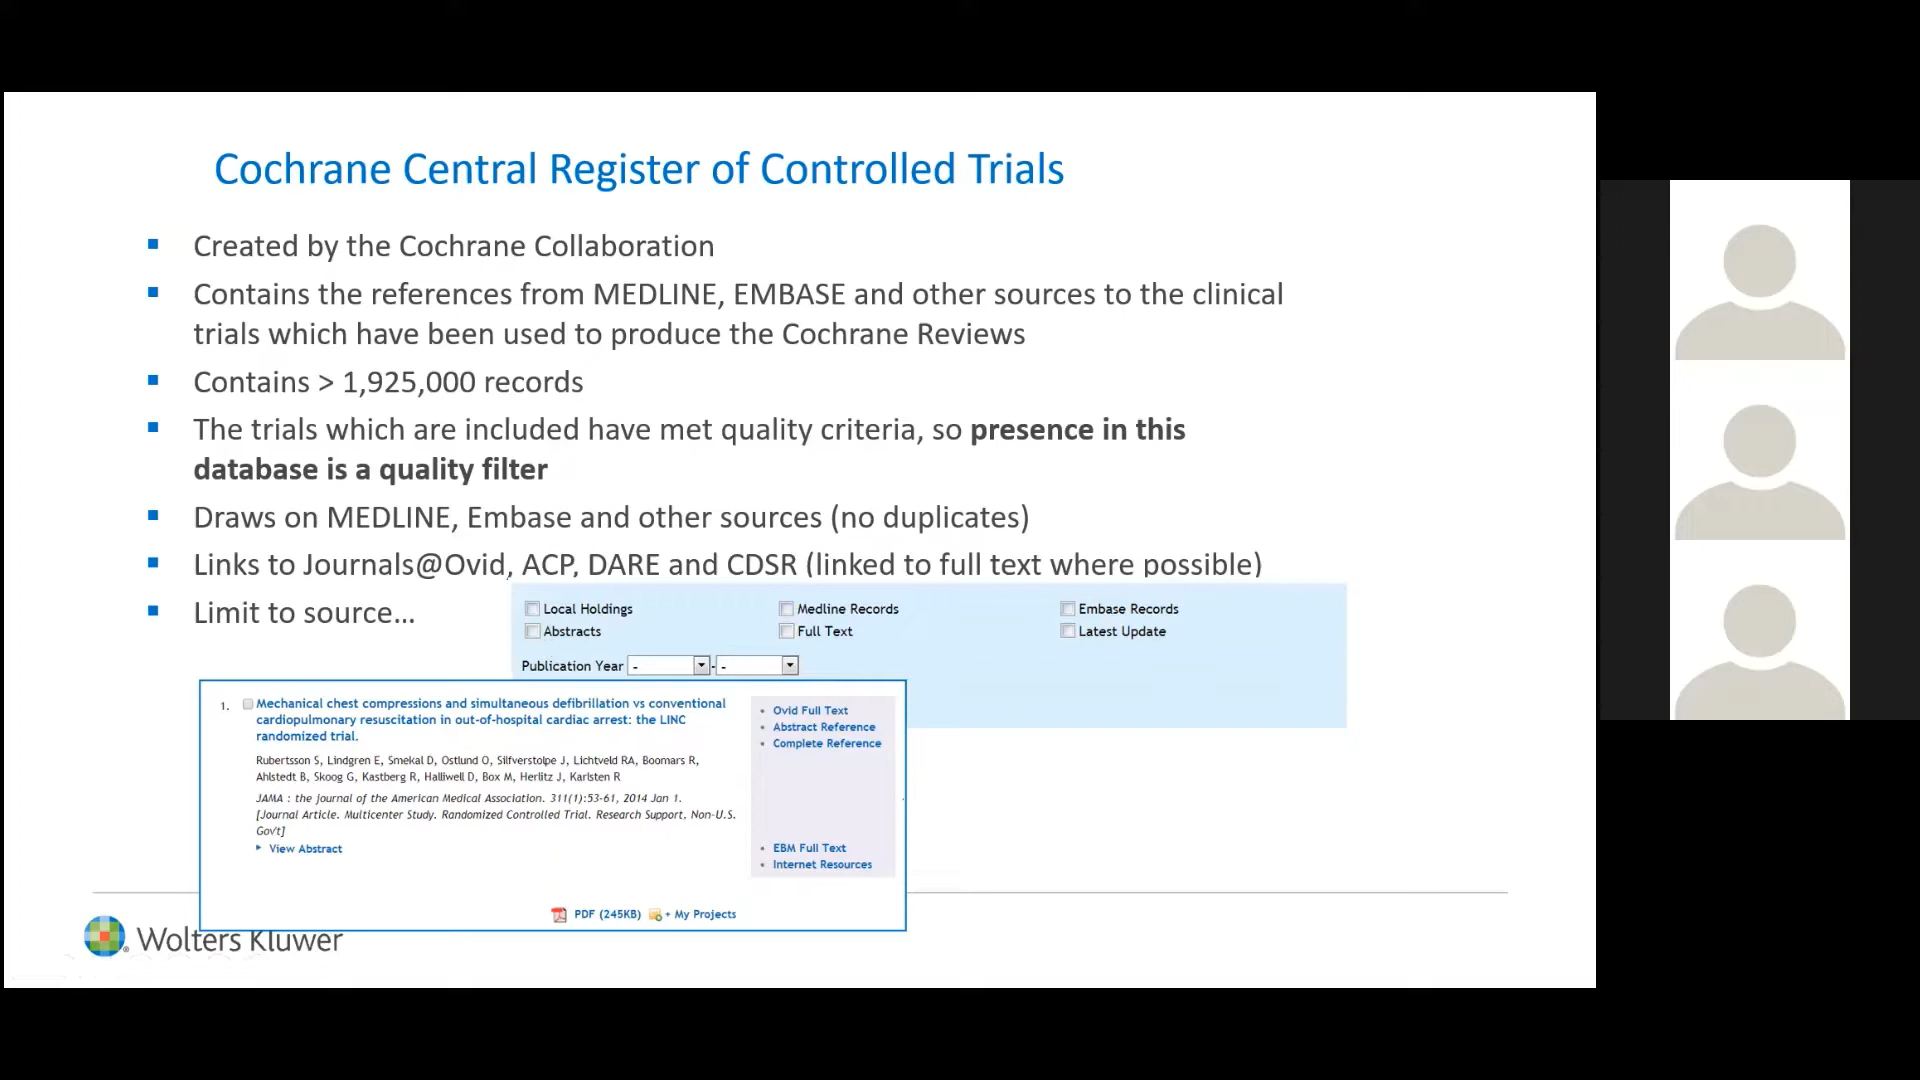 Cochrane Central Register of Controlled Trials
Created by the Cochrane Collaboration
Contains the references from MEDLINE, EMBASE and other sources to the clinical
trials which have been used to produce the Cochrane Reviews
Contains > 1,925,000 records
The trials which are included have met quality criteria, so presence in this
database is a quality filter
Draws on MEDLINE, Embase and other sources (no duplicates)
Links to Journals@Ovid, ACP, DARE and CDSR (linked to full text where possible)
Limit to source...
Local Holdings Medline Records Embase Records
Abstracts Full Text Latest Update
Publication Year - - -
1. Mechanical chest compressions and simultaneous defibrillation vs conventional
cardiopulmonary resuscitation in out-of-hospital cardiac arrest: the LINC
randomized trial.
Rubertsson S, Lindgren E, Smekal D, Ostlund O, Silfverstolpe J, Lichtveld RA, Boomars R,
Ahlstedt B, Skoog G, Kastberg R, Halliwell D, Box M, Herlitz J, Karlsten R
JAMA : the journal of the American Medical Association. 311(1):53-61, 2014 Jan 1.
[Journal Article. Multicenter Study. Randomized Controlled Trial. Research Support, Non-U.S.
Gov't]
View Abstract
Ovid Full Text
Abstract Reference
Complete Reference
EBM Full Text
Internet Resources
PDF (245KB) + My Projects
Wolters Kluwer